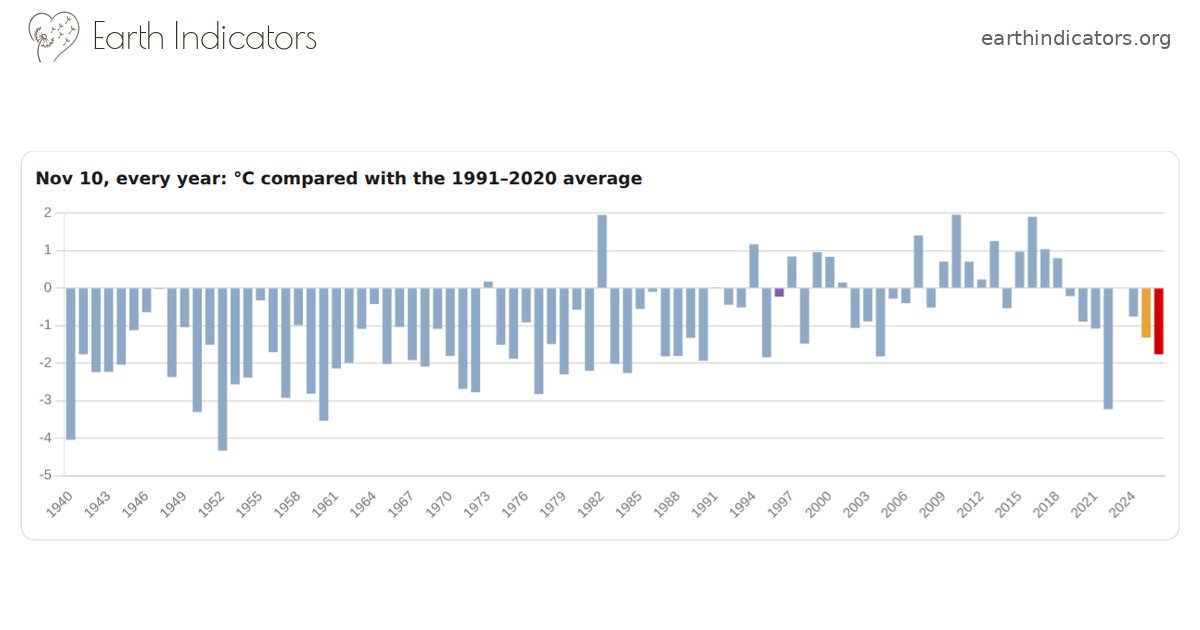 Earth Indicators
earthindicators.org
Nov 10, every year: °C compared with the 1991–2020 average
2
1
0
-1
-2
-3
-4
-5
1940 1943 1946 1949 1952 1955 1958 1961 1964 1967 1970 1973 1976 1979 1982 1985 1988 1991 1994 1997 2000 2003 2006 2009 2012 2015 2018 2021 2024